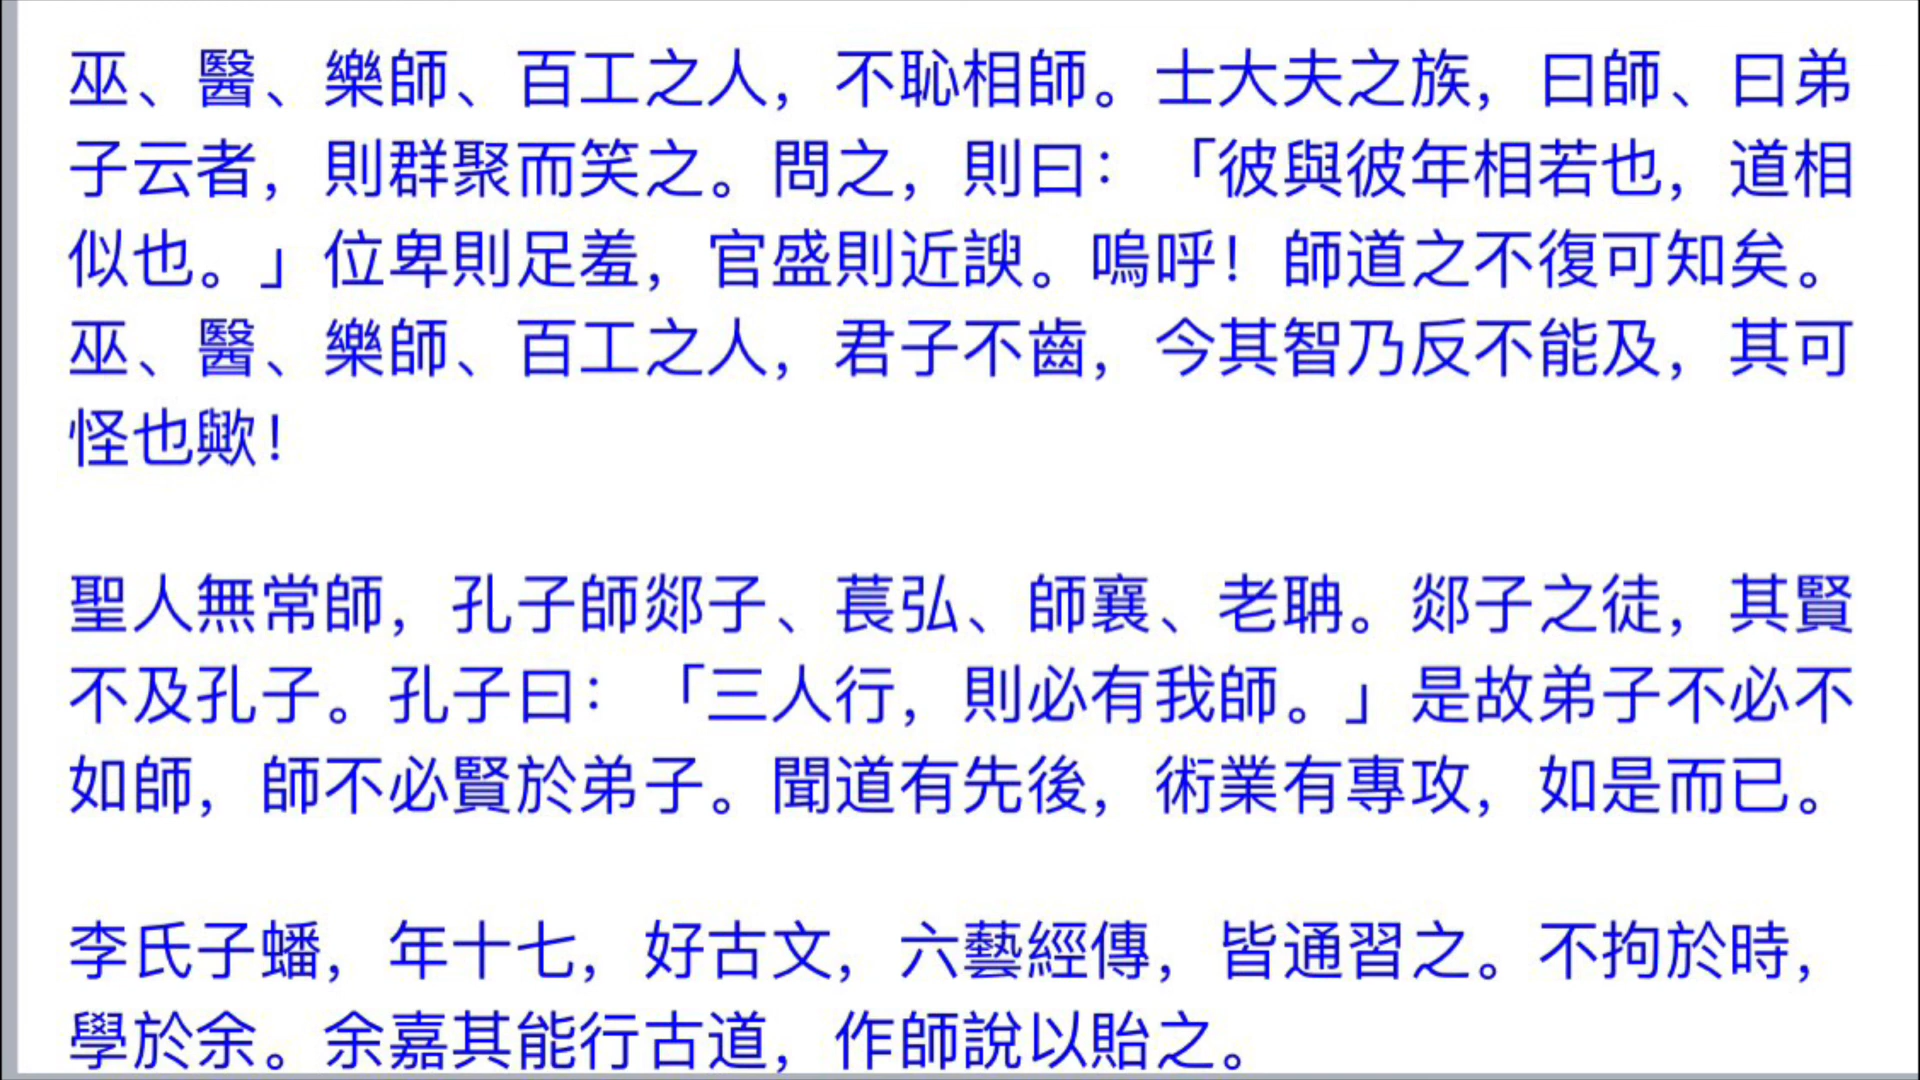 巫、醫、樂師、百工之人，不恥相師。士大夫之族，曰師、曰弟
子云者，則群聚而笑之。問之，則曰：「彼與彼年相若也，道相
似也。」位卑則足羞，官盛則近諛。嗚呼！師道之不復可知矣。
巫、醫、樂師、百工之人，君子不齒，今其智乃反不能及，其可
怪也歟！
聖人無常師，孔子師郯子、萇弘、師襄、老聃。郯子之徒，其賢
不及孔子。孔子曰：「三人行，則必有我師。」是故弟子不必不
如師，師不必賢於弟子。聞道有先後，術業有專攻，如是而已。
李氏子蟠，年十七，好古文，六藝經傳，皆通習之。不拘於時，
學於余。余嘉其能行古道，作師說以貽之。